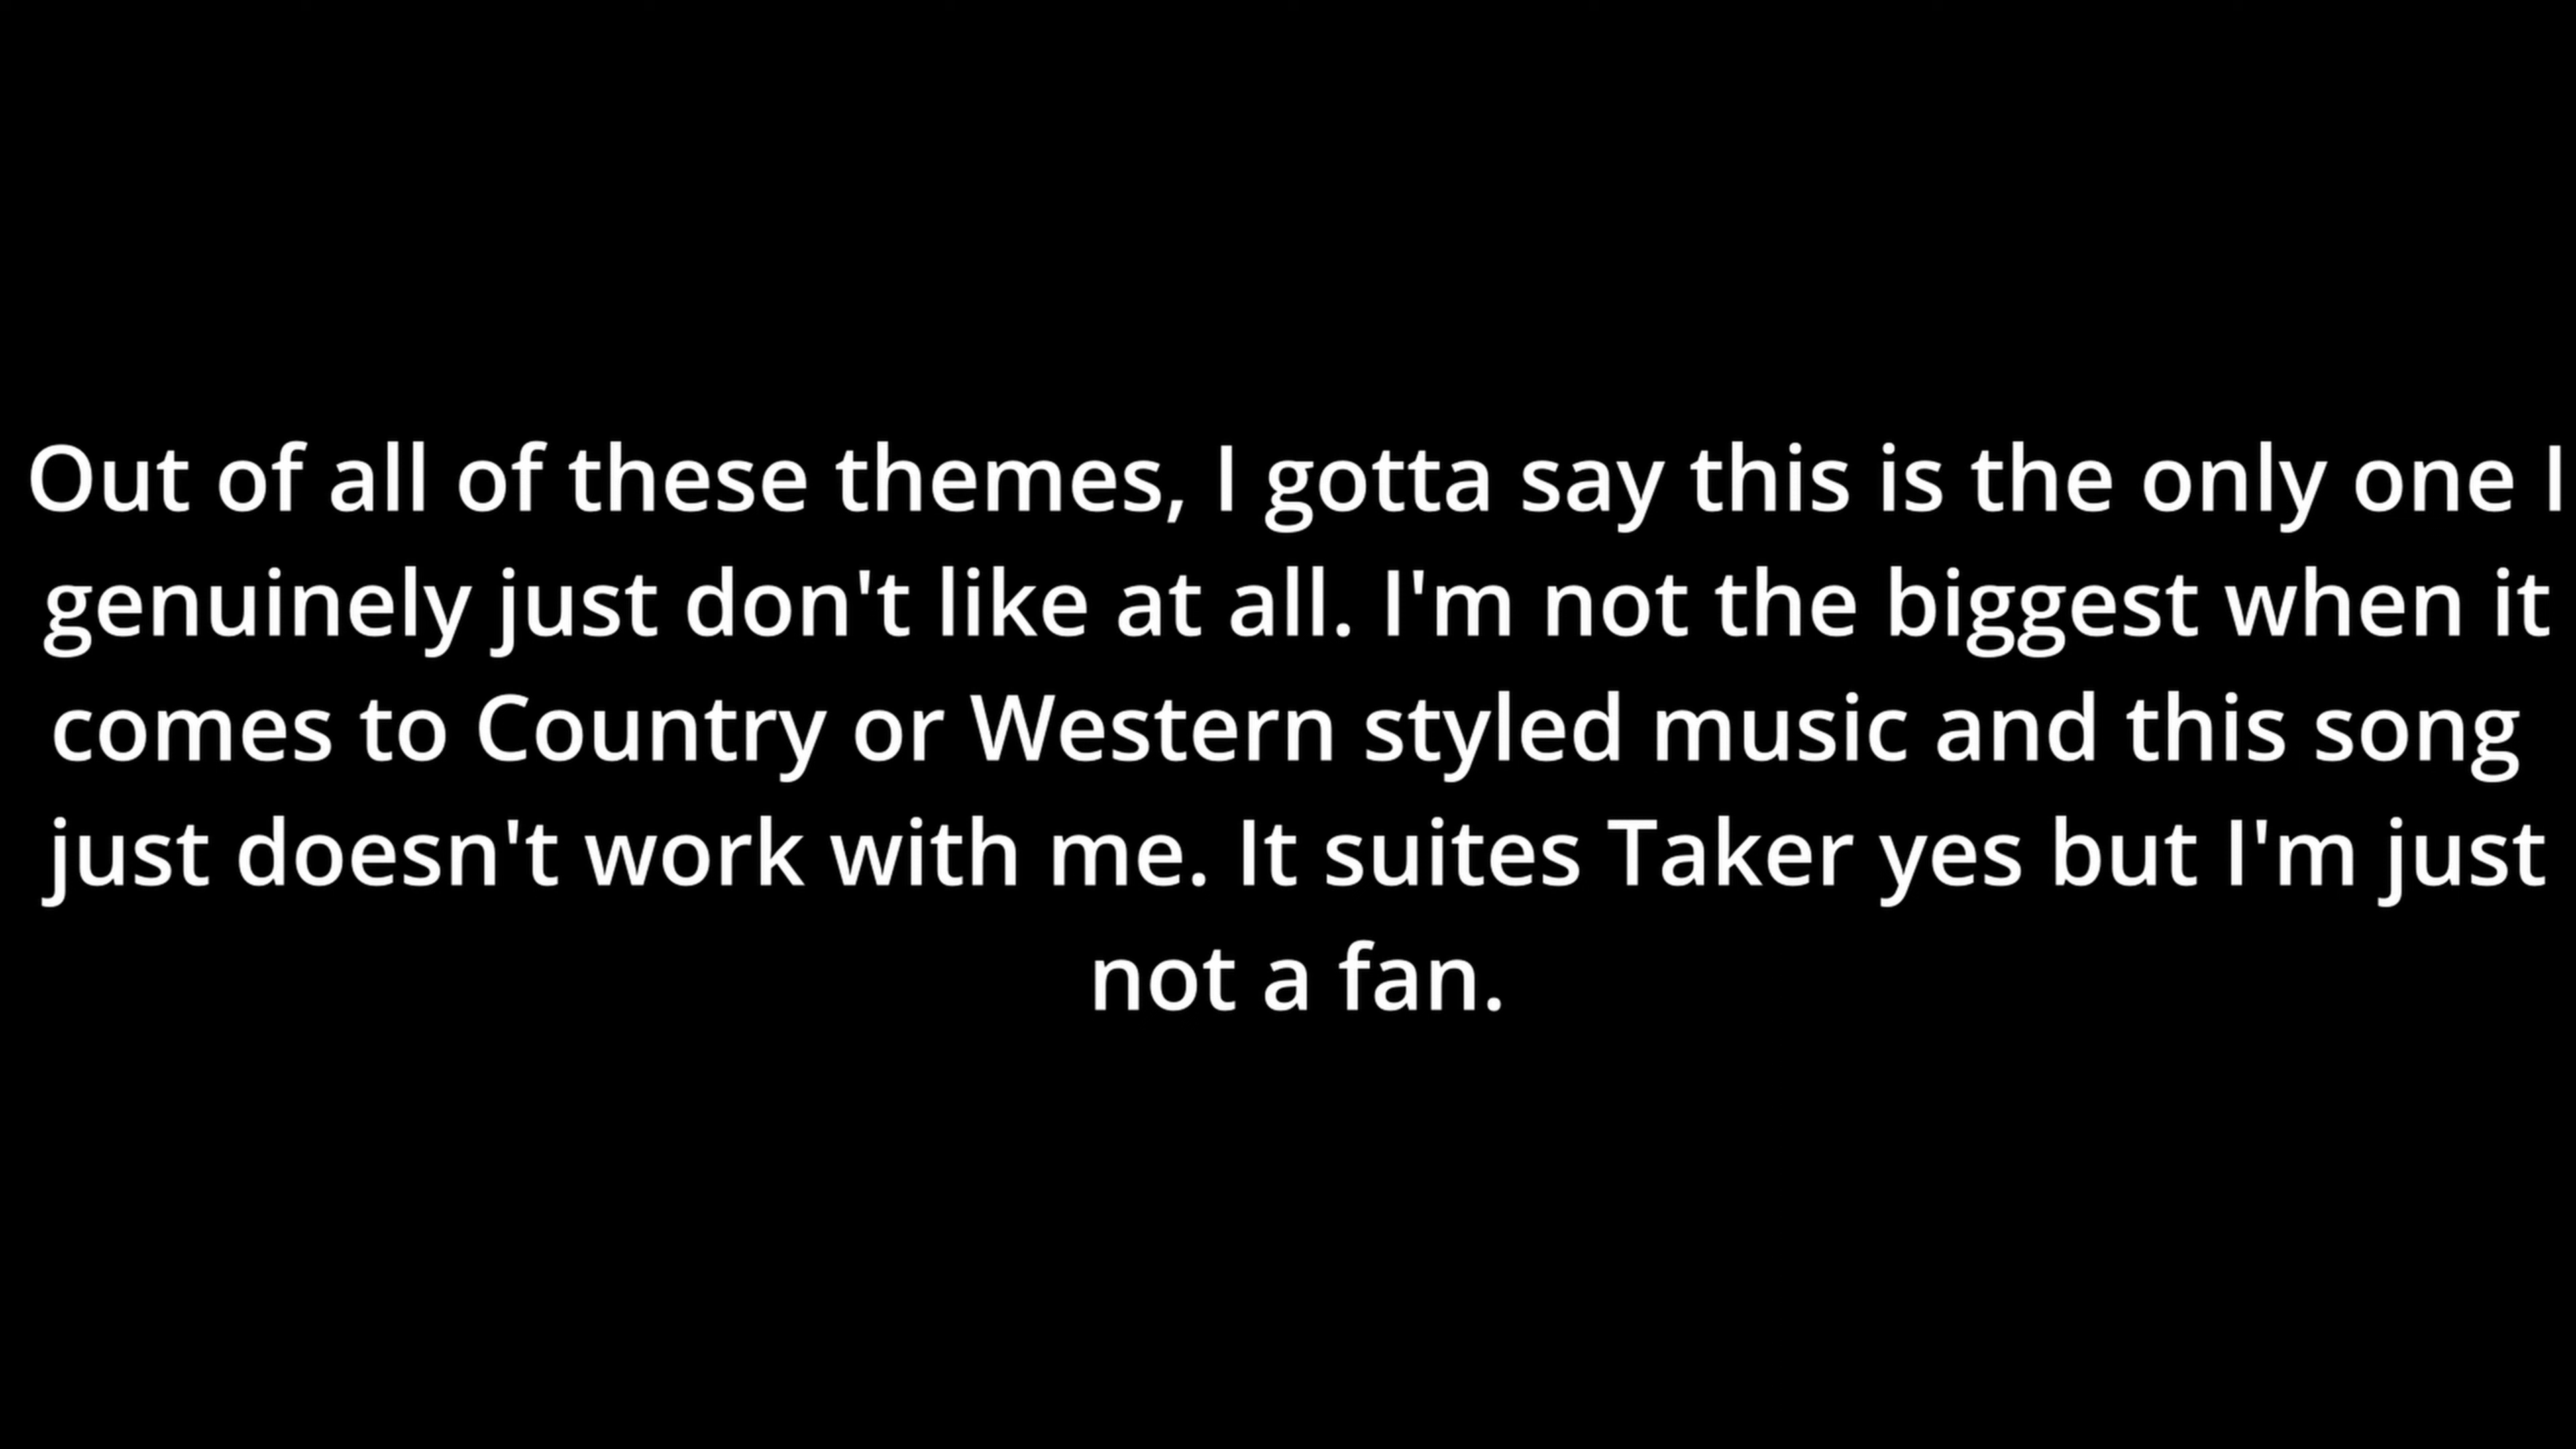 Out of all of these themes, I gotta say this is the only one I
genuinely just don't like at all. I'm not the biggest when it
comes to Country or Western styled music and this song
just doesn't work with me. It suites Taker yes but I'm just
not a fan.